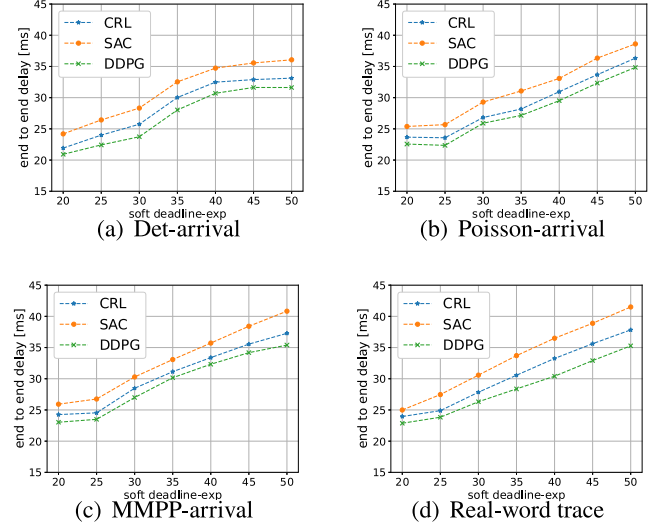 45
40
35
30
25
20
15
end to end delay [ms]
CRL
SAC
DDPG
20 25 30 35 40 45 50
soft deadline-exp
(a) Det-arrival
45
40
35
30
25
20
15
end to end delay [ms]
CRL
SAC
DDPG
20 25 30 35 40 45 50
soft deadline-exp
(b) Poisson-arrival
45
40
35
30
25
20
15
end to end delay [ms]
CRL
SAC
DDPG
20 25 30 35 40 45 50
soft deadline-exp
(c) MMPP-arrival
45
40
35
30
25
20
15
end to end delay [ms]
CRL
SAC
DDPG
20 25 30 35 40 45 50
soft deadline-exp
(d) Real-word trace